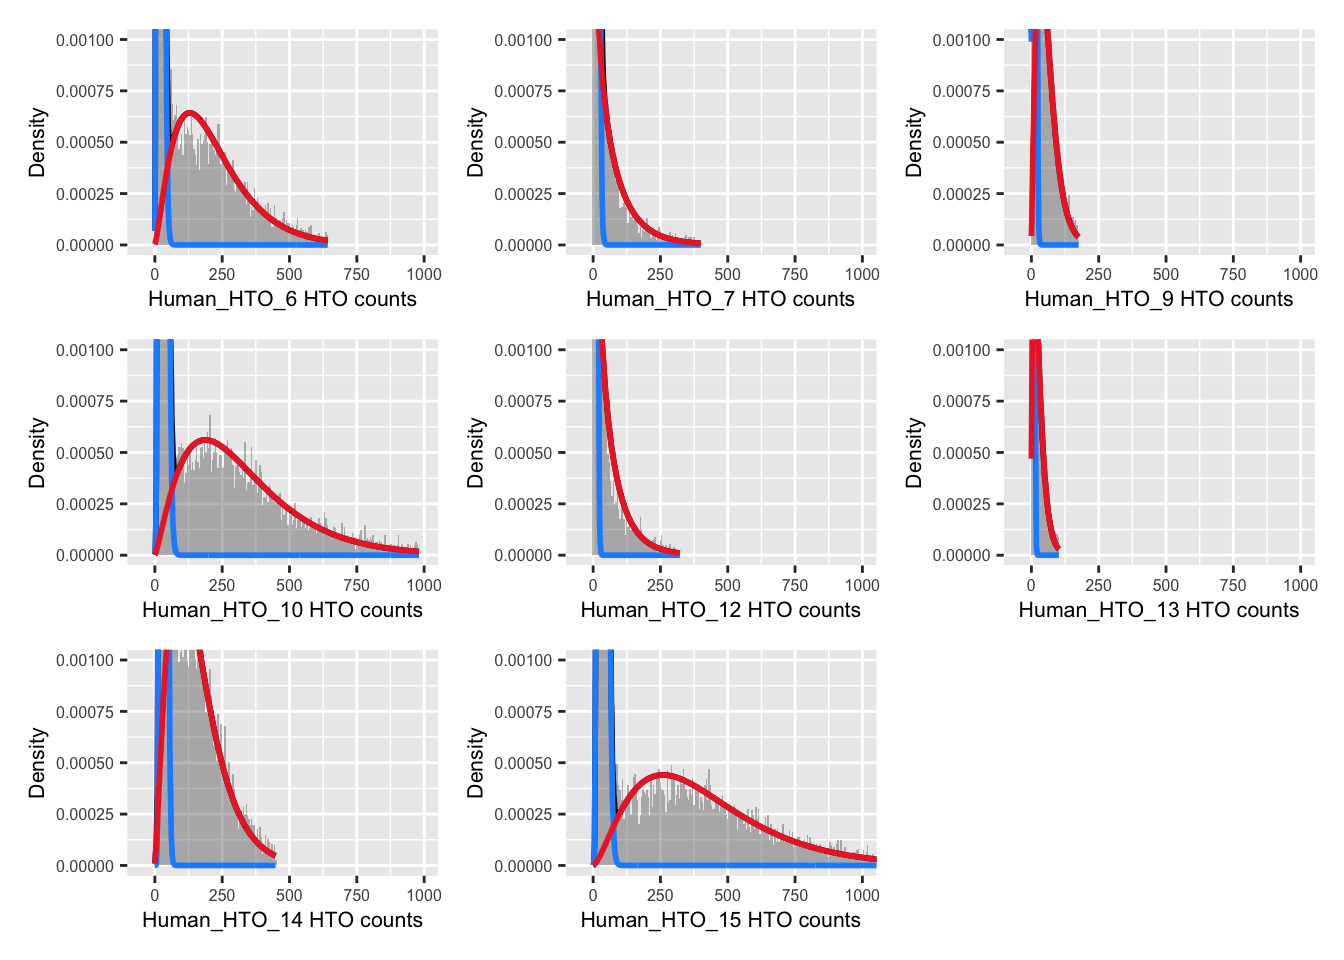 0.00100
0.00075
0.00050
0.00025
0.00000
Density
0 250 500 750 1000
Human_HTO_6 HTO counts
0.00100
0.00075
0.00050
0.00025
0.00000
Density
0 250 500 750 1000
Human_HTO_7 HTO counts
0.00100
0.00075
0.00050
0.00025
0.00000
Density
0 250 500 750 1000
Human_HTO_9 HTO counts
0.00100
0.00075
0.00050
0.00025
0.00000
Density
0 250 500 750 1000
Human_HTO_10 HTO counts
0.00100
0.00075
0.00050
0.00025
0.00000
Density
0 250 500 750 1000
Human_HTO_12 HTO counts
0.00100
0.00075
0.00050
0.00025
0.00000
Density
0 250 500 750 1000
Human_HTO_13 HTO counts
0.00100
0.00075
0.00050
0.00025
0.00000
Density
0 250 500 750 1000
Human_HTO_14 HTO counts
0.00100
0.00075
0.00050
0.00025
0.00000
Density
0 250 500 750 1000
Human_HTO_15 HTO counts